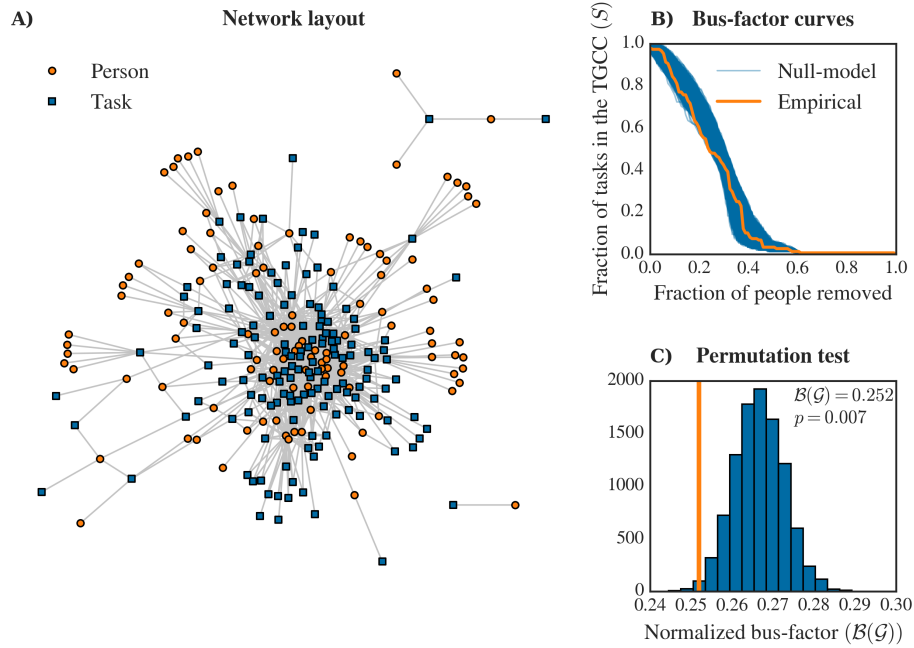 A) Network layout
Person
Task
B) Bus-factor curves
Fraction of tasks in the TGCC (S)
1.0
0.8
0.6
0.4
0.2
0.0
Null-model
Empirical
0.0 0.2 0.4 0.6 0.8 1.0
Fraction of people removed
C) Permutation test
2000
1500
1000
500
0
B(G) = 0.252
p = 0.007
0.24 0.25 0.26 0.27 0.28 0.29 0.30
Normalized bus-factor (B(G))